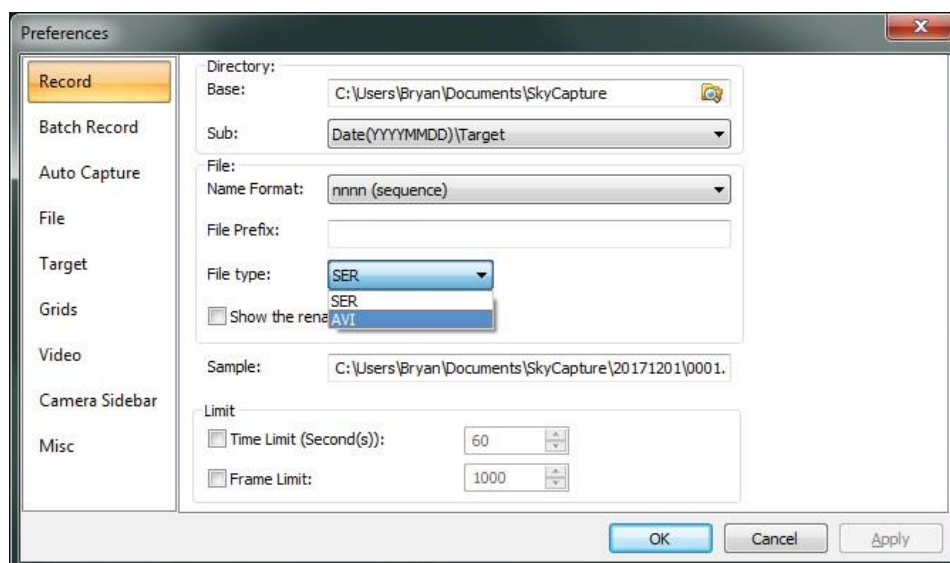 Preferences
Record
Batch Record
Auto Capture
File
Target
Grids
Video
Camera Sidebar
Misc
Directory:
Base: C:\Users\Bryan\Documents\SkyCapture
Sub: Date(YYYYMMDD)\Target
File:
Name Format: nnnn (sequence)
File Prefix:
File type: SER
SER
Show the rena AVI
Sample: C:\Users\Bryan\Documents\SkyCapture\20171201\0001.
Limit
Time Limit (Second(s)): 60
Frame Limit: 1000
OK Cancel Apply